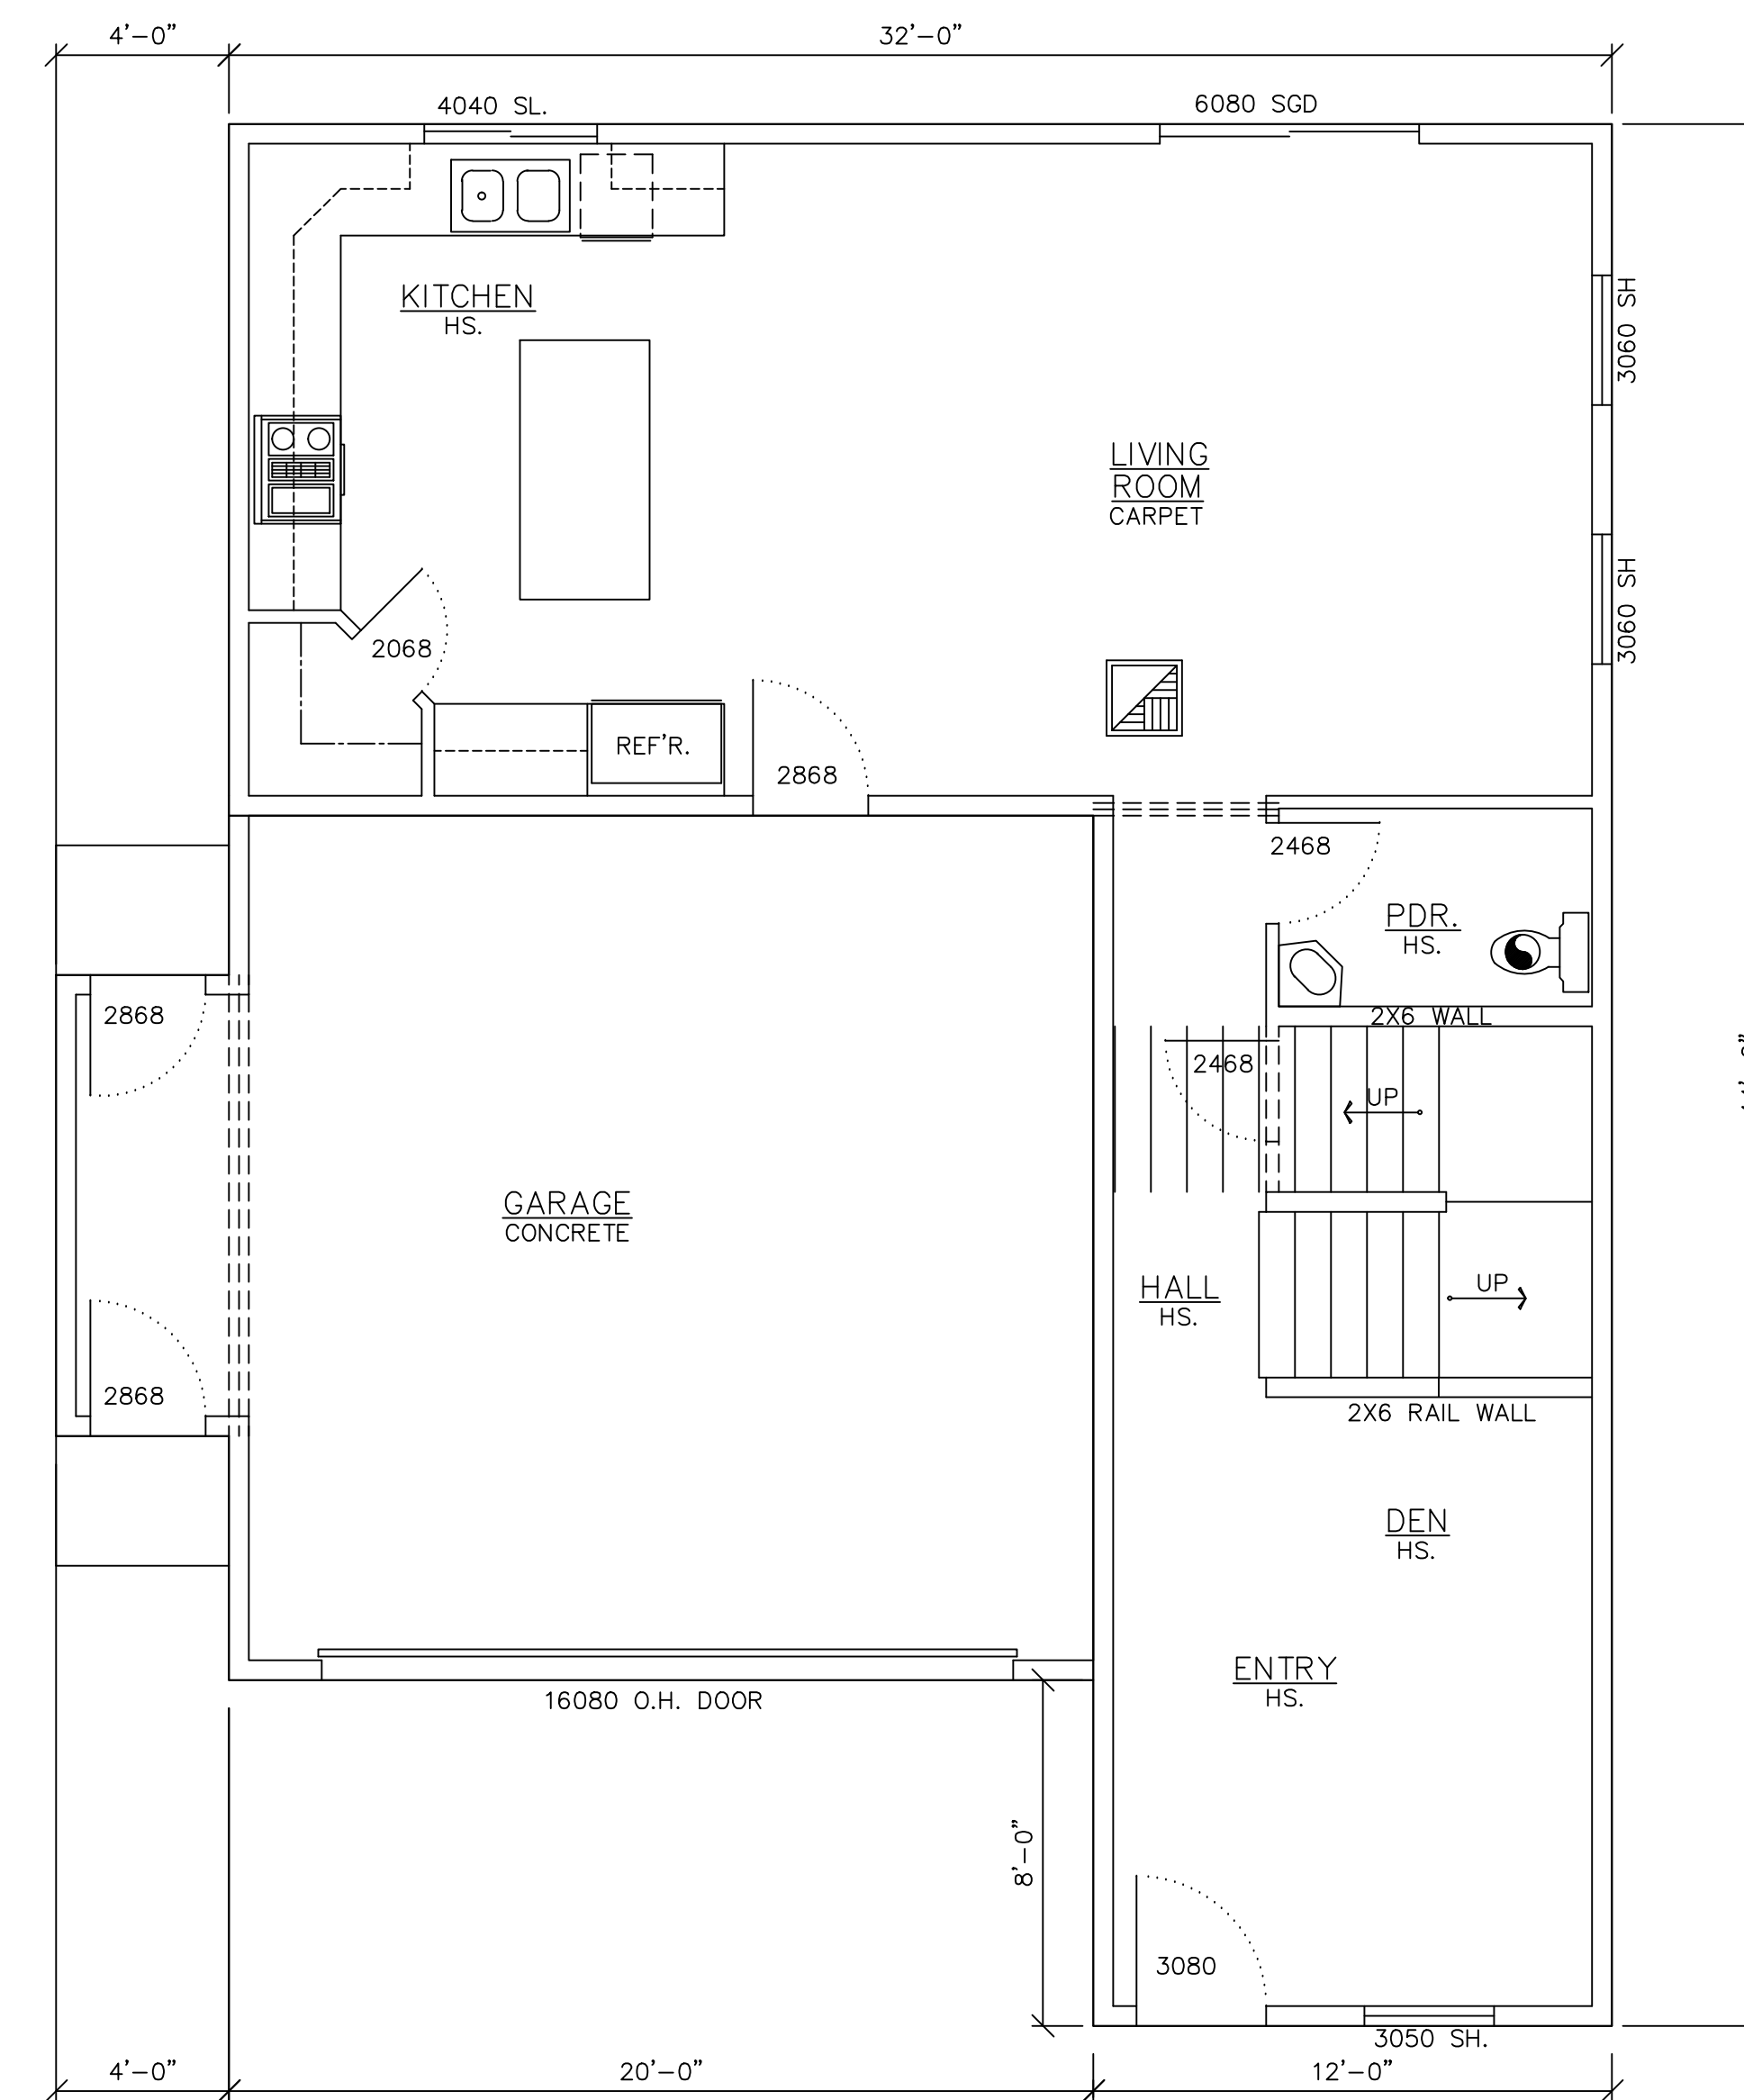 4'-0"
32'-0"
4040 SL.
6080 SGD
KITCHEN
HS.
3060 SH
LIVING
ROOM
CARPET
3060 SH
2068
REF'R.
2868
2468
PDR.
HS.
2868
2X6 WALL
2468
UP
GARAGE
CONCRETE
HALL
HS.
UP
2868
2X6 RAIL WALL
DEN
HS.
ENTRY
HS.
16080 O.H. DOOR
8'-0"
3080
3050 SH.
4'-0"
20'-0"
12'-0"